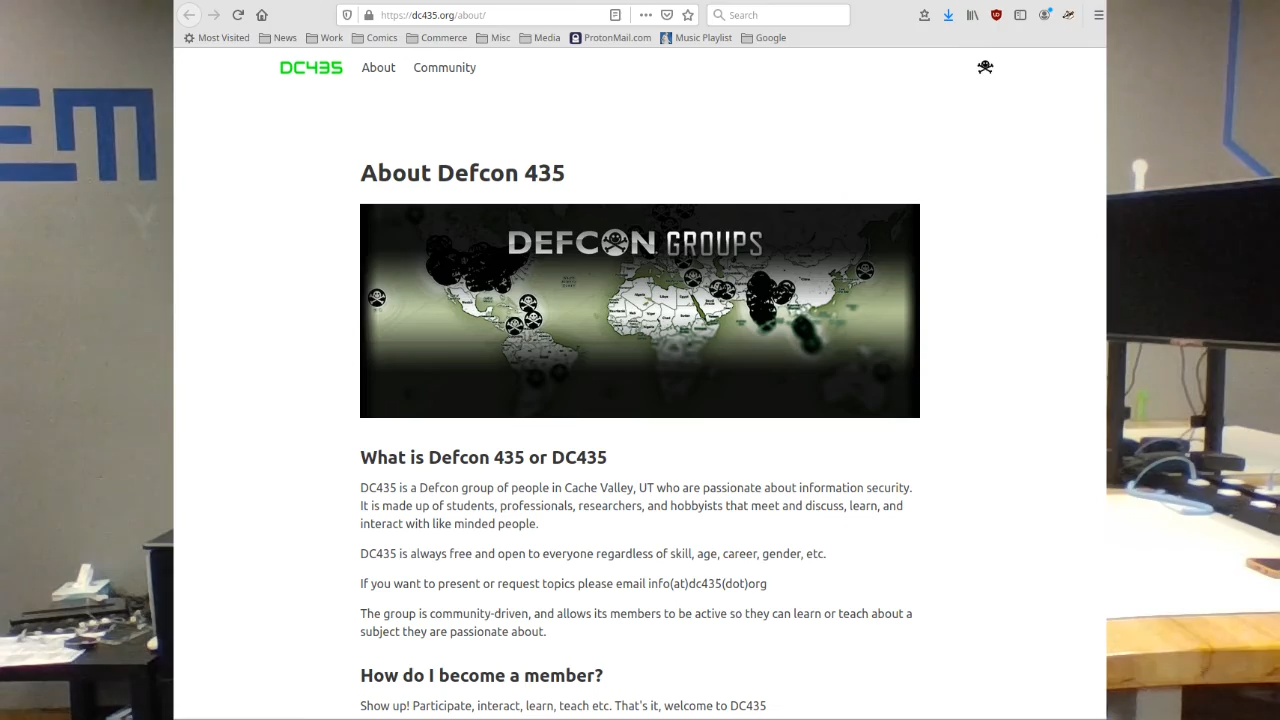 https://dc435.org/about/
Search
Most Visited
News
Work
Comics
Commerce
Misc
Media
ProtonMail.com
Music Playlist
Google
DC435
About
Community
EM
About Defcon 435
DEFCON GROUPS
What is Defcon 435 or DC435
DC435 is a Defcon group of people in Cache Valley, UT who are passionate about information security.
It is made up of students, professionals, researchers, and hobbyists that meet and discuss, learn, and
interact with like minded people.
DC435 is always free and open to everyone regardless of skill, age, career, gender, etc.
If you want to present or request topics please email info(at)dc435(dot)org
The group is community-driven, and allows its members to be active so they can learn or teach about a
subject they are passionate about.
How do I become a member?
Show up! Participate, interact, learn, teach etc. That's it, welcome to DC435